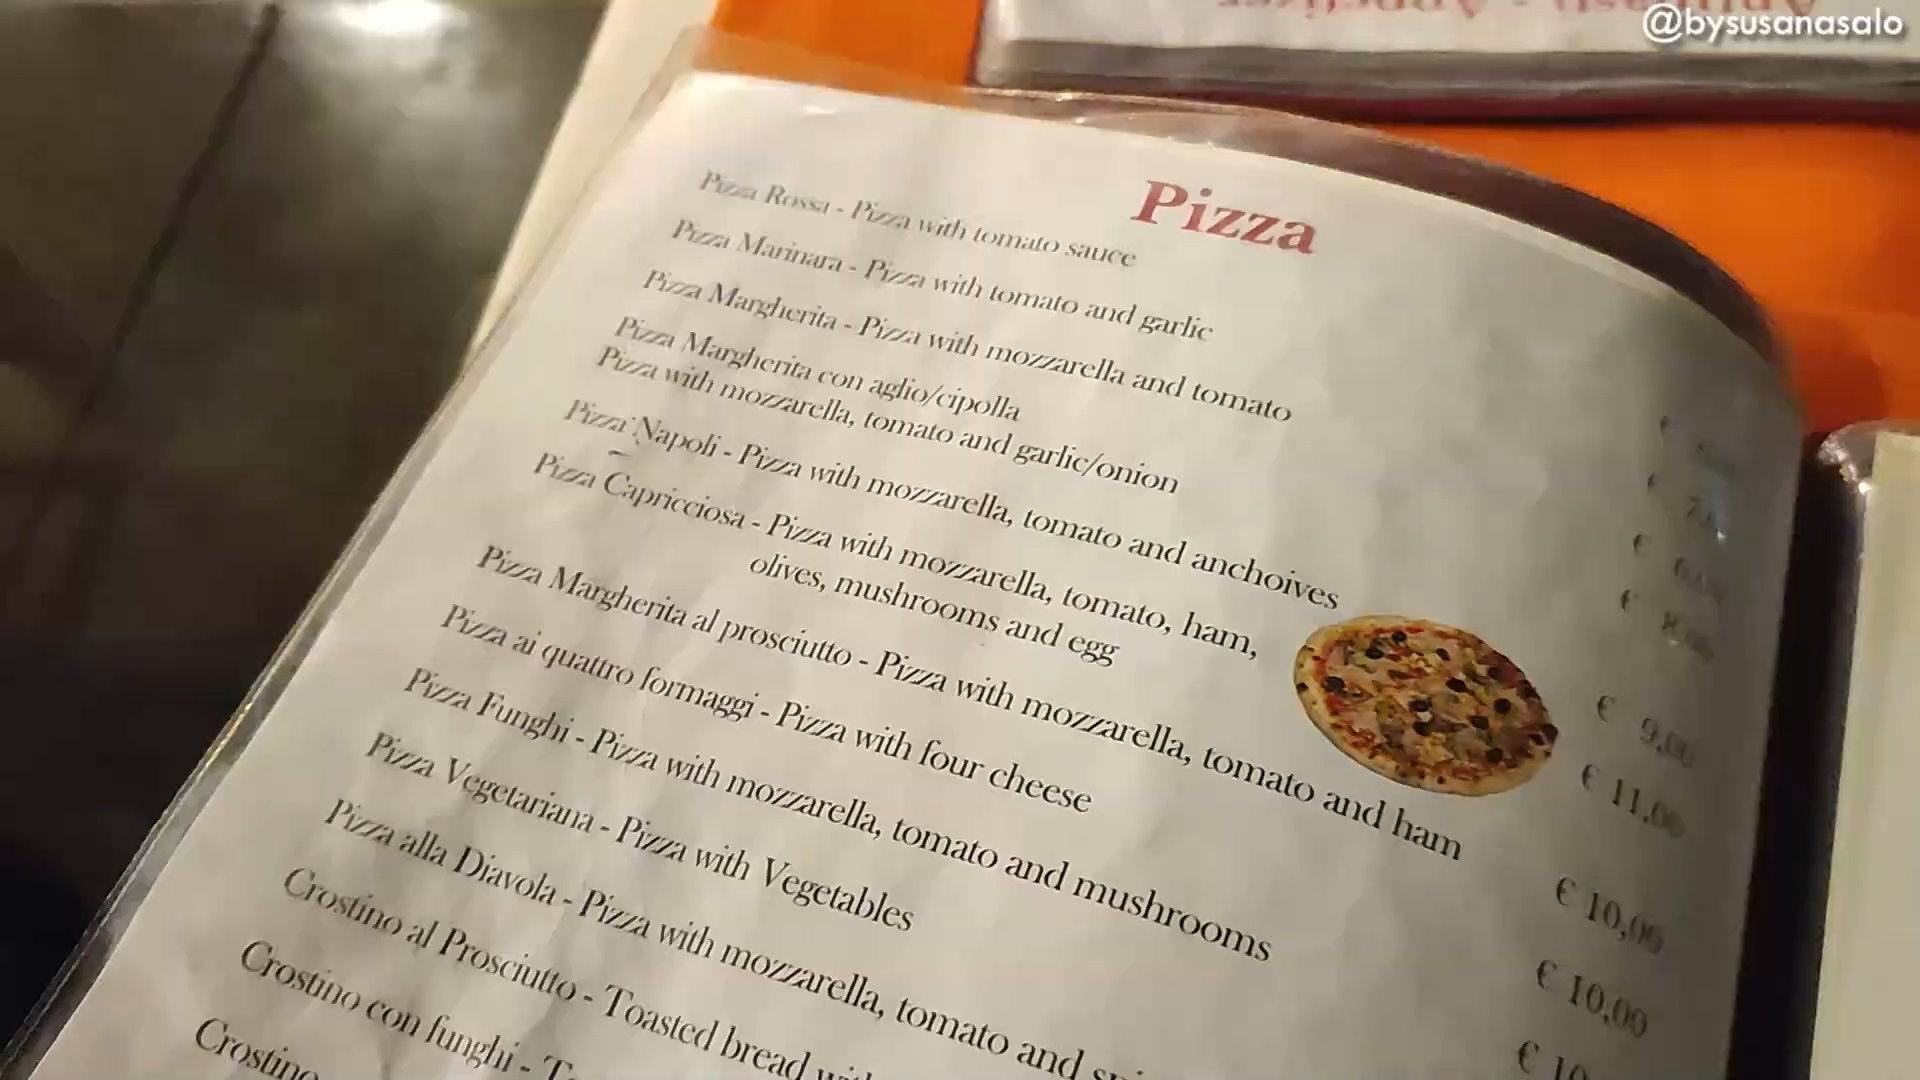 @bysusanasalo
Pizza
Pizza Rossa - Pizza with tomato sauce
Pizza Marinara - Pizza with tomato and garlic
Pizza Margherita - Pizza with mozzarella and tomato
Pizza Margherita con aglio/cipolla
Pizza with mozzarella, tomato and garlic/onion
Pizza Napoli - Pizza with mozzarella, tomato and anchoives
Pizza Capricciosa - Pizza with mozzarella, tomato, ham,
olives, mushrooms and egg
€ 9,00
Pizza Margherita al prosciutto - Pizza with mozzarella, tomato and ham
€ 11,00
Pizza ai quattro formaggi - Pizza with four cheese
€ 10,00
Pizza Funghi - Pizza with mozzarella, tomato and mushrooms
€ 10,00
Pizza Vegetariana - Pizza with Vegetables
€ 10
Pizza alla Diavola - Pizza with mozzarella, tomato and
Crostino al Prosciutto - Toasted bread
Crostino con funghi -
Crostino